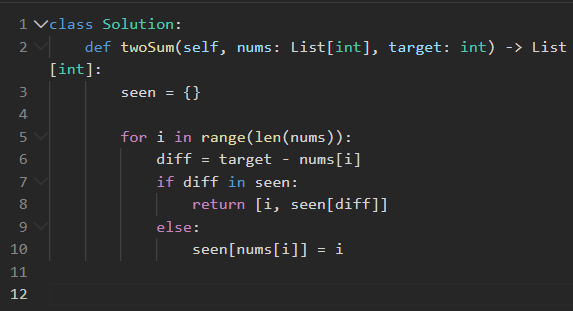 1 class Solution:
2     def twoSum(self, nums: List[int], target: int) -> List
[int]:
3         seen = {}
4
5         for i in range(len(nums)):
6             diff = target - nums[i]
7             if diff in seen:
8                 return [i, seen[diff]]
9             else:
10                 seen[nums[i]] = i
11
12